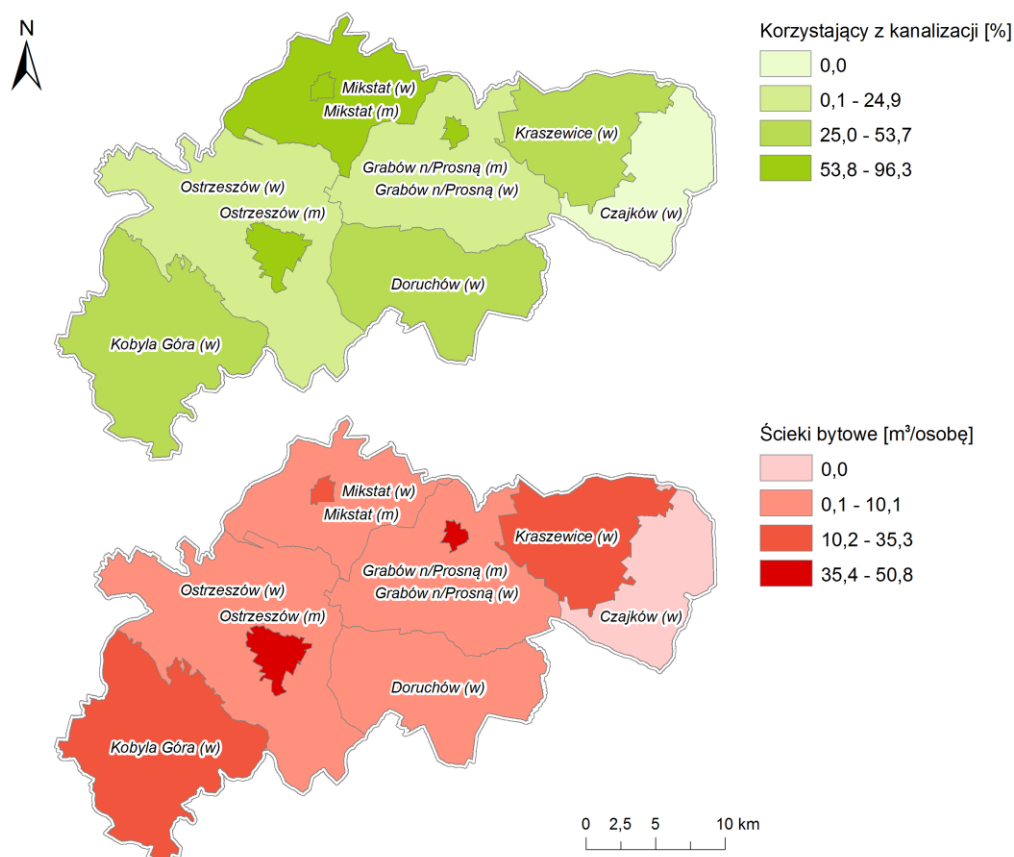 N
Korzystający z kanalizacji [%]
0,0
0,1 - 24,9
25,0 - 53,7
53,8 - 96,3
Mikstat (w)
Mikstat (m)
Kraszewice (w)
Grabów n/Prosną (m)
Grabów n/Prosną (w)
Ostrzeszów (w)
Ostrzeszów (m)
Czajków (w)
Doruchów (w)
Kobyla Góra (w)
Ścieki bytowe [m³/osobę]
0,0
0,1 - 10,1
10,2 - 35,3
35,4 - 50,8
Mikstat (w)
Mikstat (m)
Kraszewice (w)
Grabów n/Prosną (m)
Grabów n/Prosną (w)
Ostrzeszów (w)
Ostrzeszów (m)
Czajków (w)
Doruchów (w)
Kobyla Góra (w)
0 2,5 5 10 km